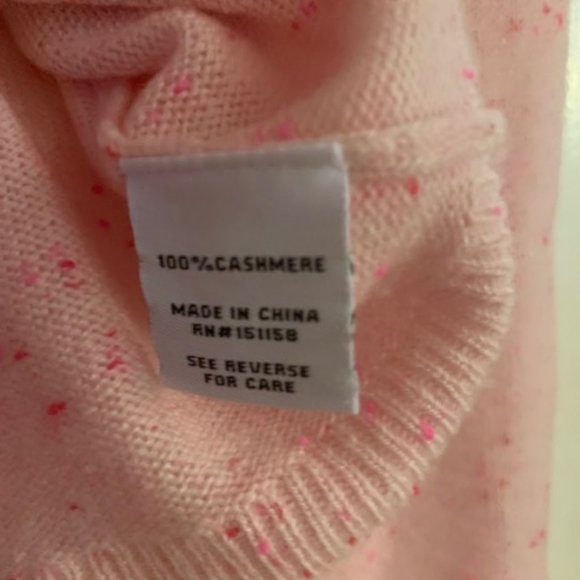 100%CASHMERE
MADE IN CHINA
RN#151158
SEE REVERSE
FOR CARE